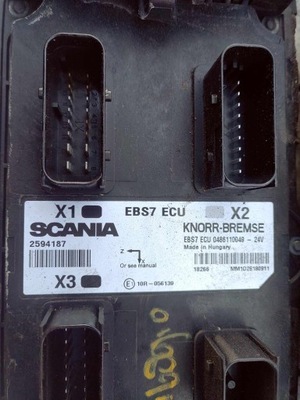 X1 EBS7 ECU X2
SCANIA KNORR-BREMSE
2594187 EBS7 ECU 0486110049 - 24V
Made in Hungary
Z
X
Or see manual
18266 MM1028180911
X3 E 10R-056139